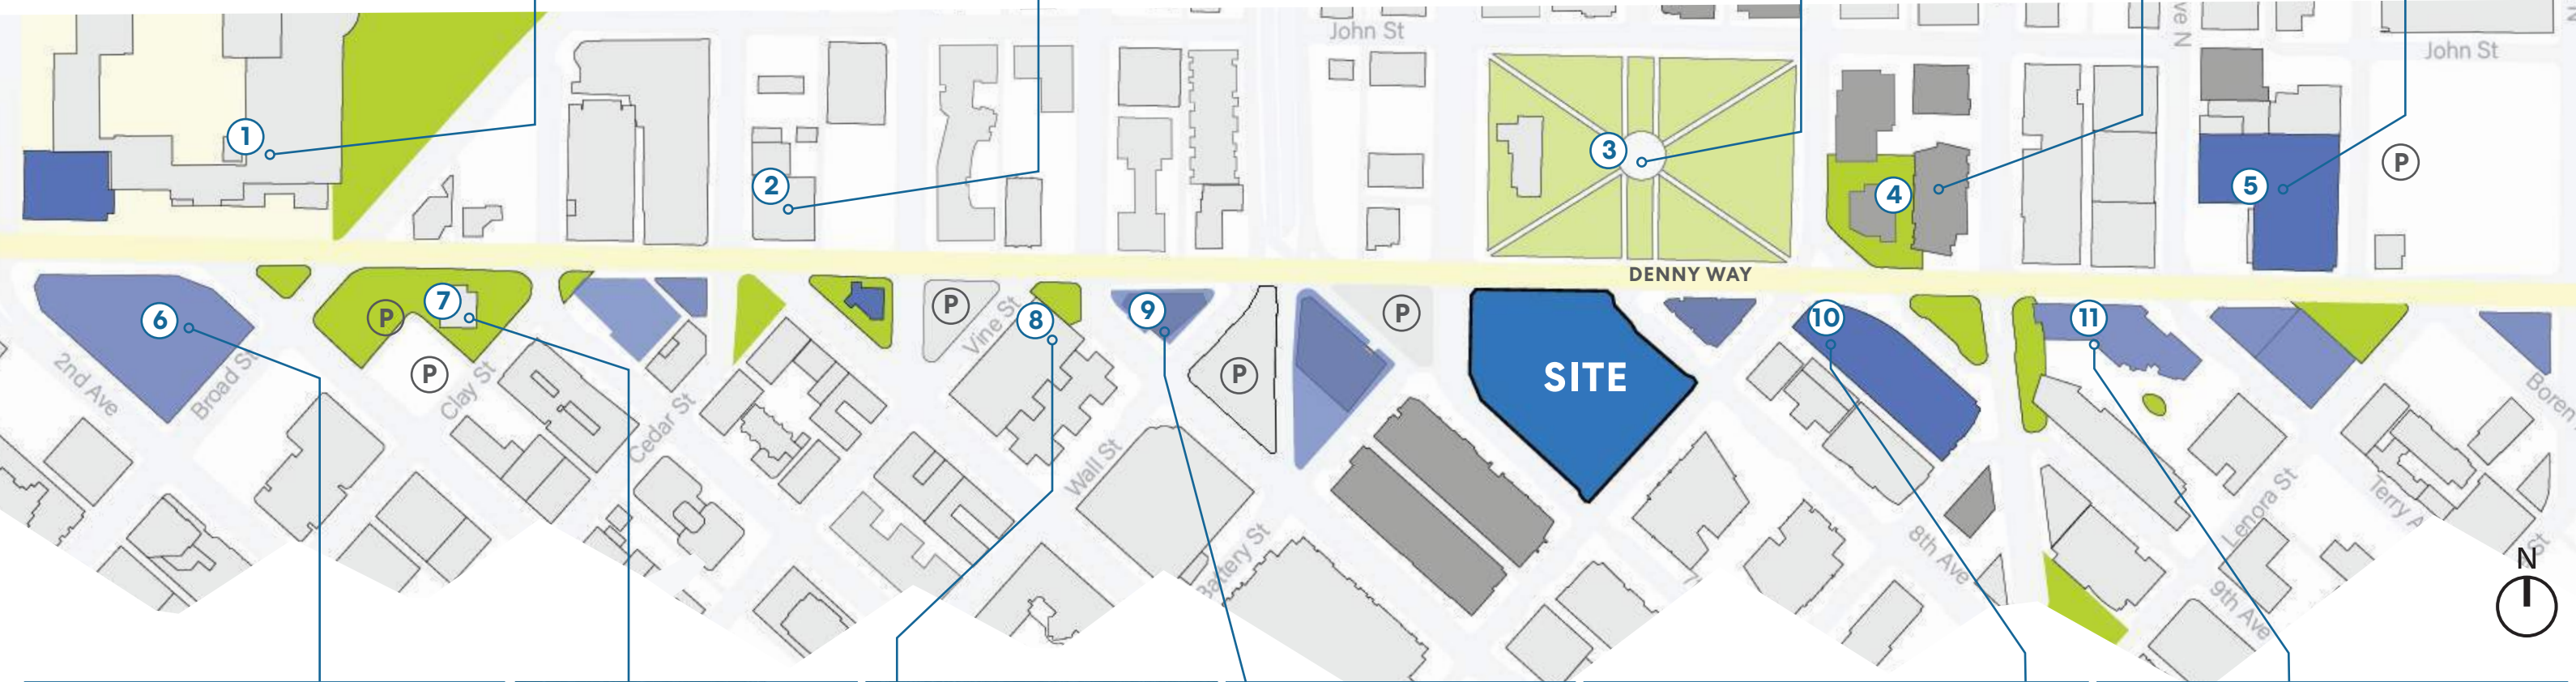 John St
ve N
John St
1
2
3
4
5
P
DENNY WAY
6
7
8
9
10
11
P
P
P
P
P
SITE
2nd Ave
Broad St
Clay St
Cedar St
Vine St
Wall St
Battery St
7
8th Ave
9th Ave
Lenora St
Terry A
Boren
St
N